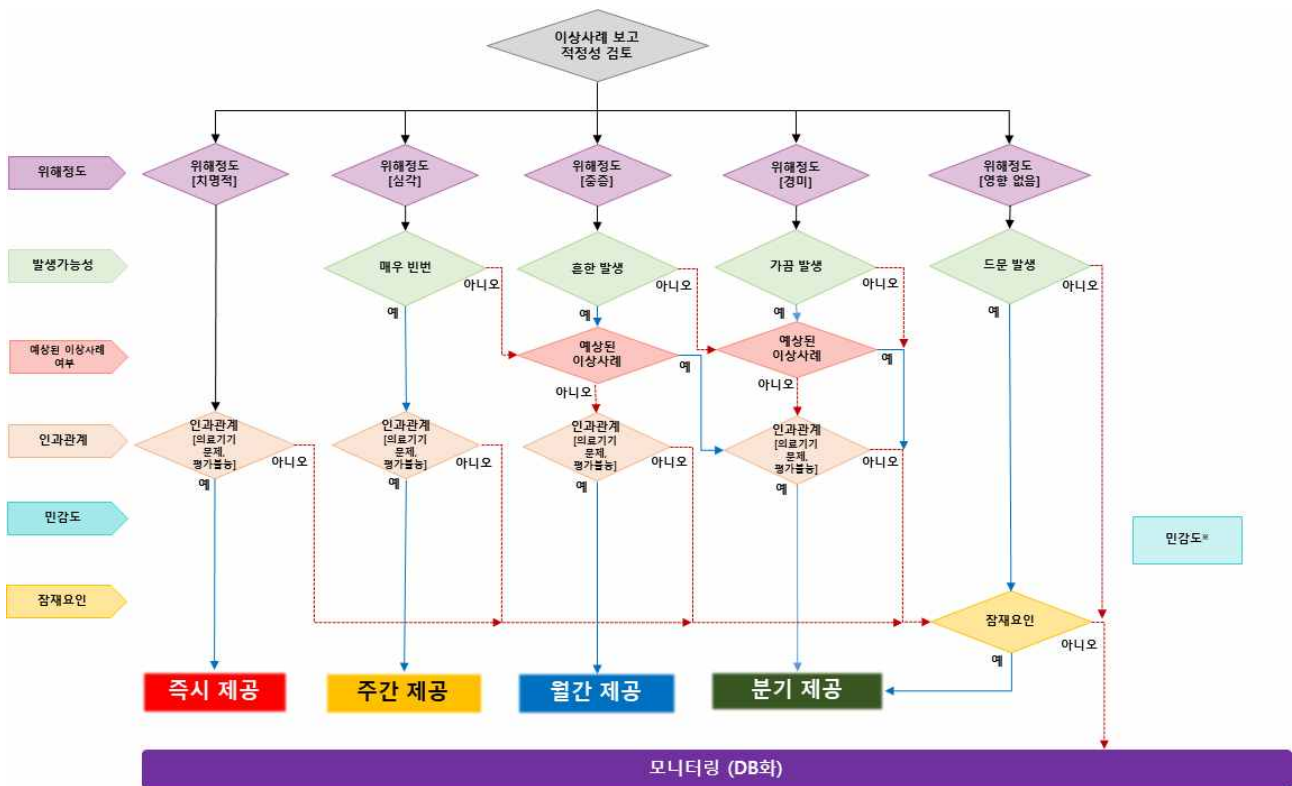 이상사례 보고
적정성 검토
위해정도
위해정도
[치명적]
위해정도
[심각]
위해정도
[중증]
위해정도
[경미]
위해정도
[영향 없음]
발생가능성
매우 빈번
아니오
예
흔한 발생
아니오
예
가끔 발생
아니오
예
드문 발생
아니오
예
예상된 이상사례
여부
예상된
이상사례
예
아니오
예상된
이상사례
예
아니오
인과관계
인과관계
[의료기기
문제,
평가불능]
아니오
예
인과관계
[의료기기
문제,
평가불능]
아니오
예
인과관계
[의료기기
문제,
평가불능]
아니오
예
인과관계
[의료기기
문제,
평가불능]
아니오
예
민감도
민감도※
잠재요인
잠재요인
아니오
예
즉시 제공
주간 제공
월간 제공
분기 제공
모니터링 (DB화)